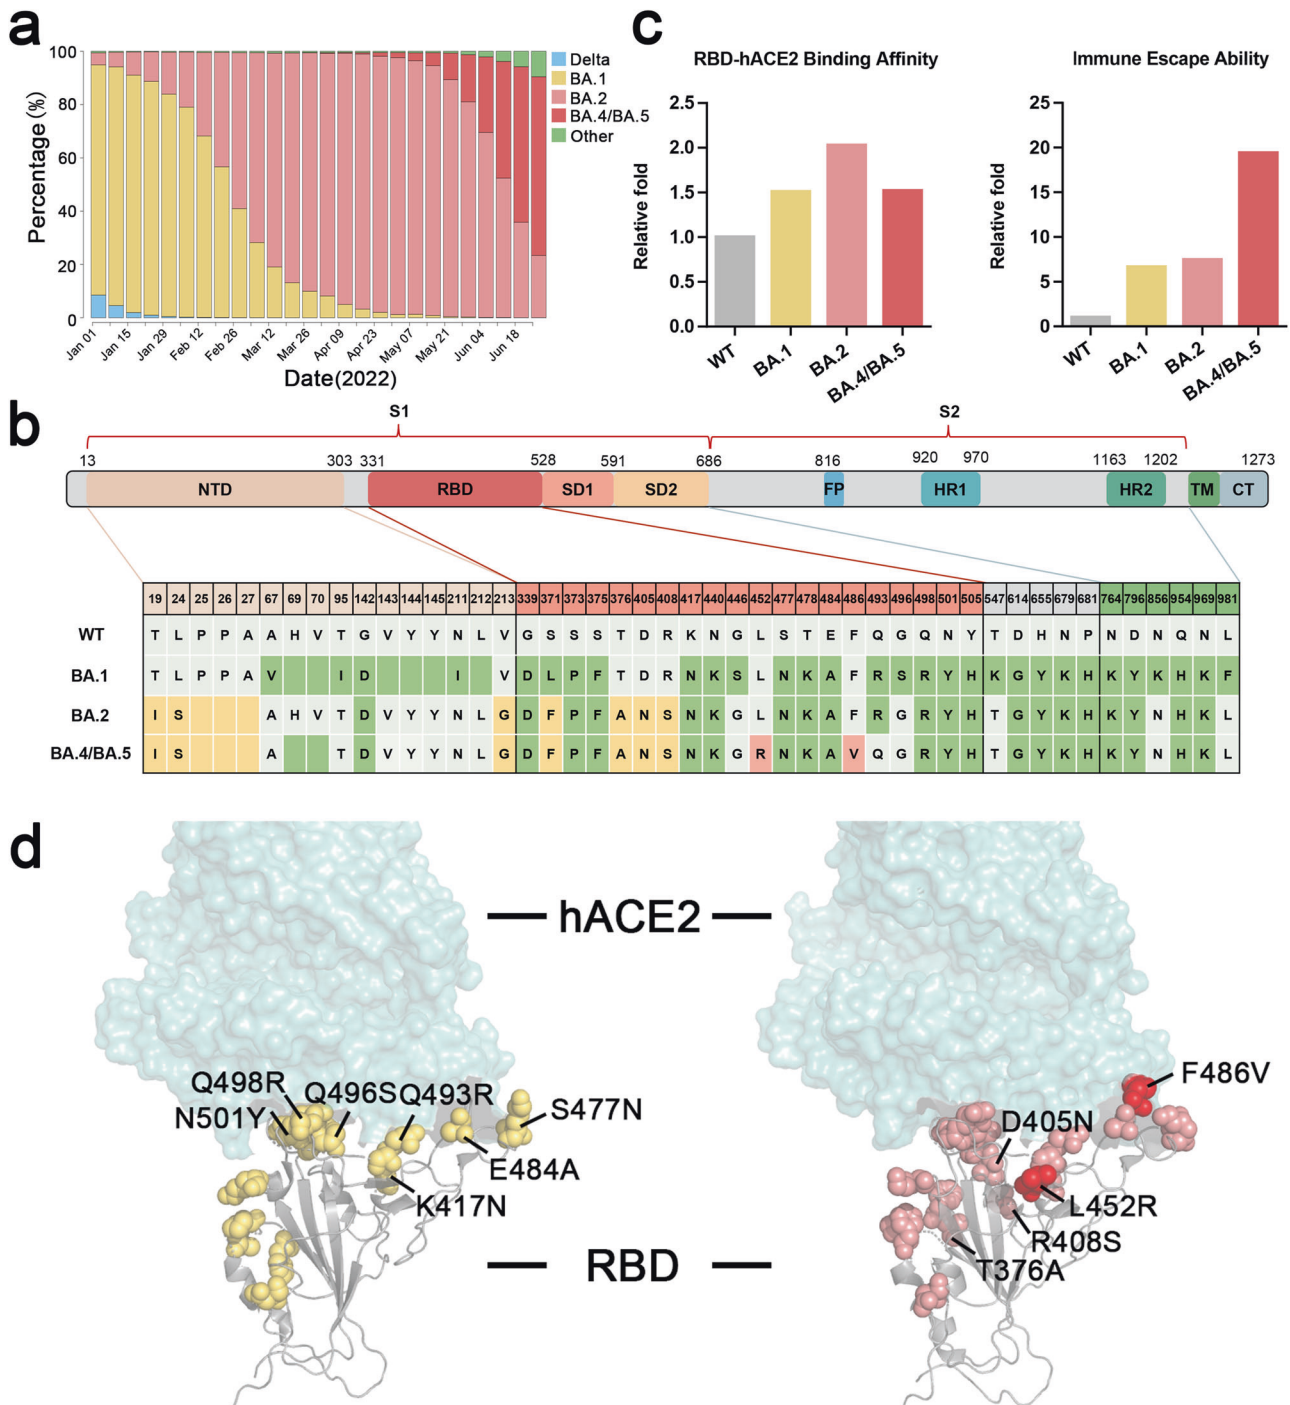 a
100
80
60
40
20
0
Percentage (%)
Jan 01
Jan 15
Jan 29
Feb 12
Feb 26
Mar 12
Mar 26
Apr 09
Apr 23
May 07
May 21
Jun 04
Jun 18
Date(2022)
Delta
BA.1
BA.2
BA.4/BA.5
Other
c
RBD-hACE2 Binding Affinity
Relative fold
2.5
2.0
1.5
1.0
0.5
0.0
WT
BA.1
BA.2
BA.4/BA.5
Immune Escape Ability
Relative fold
25
20
15
10
5
0
WT
BA.1
BA.2
BA.4/BA.5
b
S1 S2
13 303 331 528 591 686 816 920 970 1163 1202 1273
NTD RBD SD1 SD2 FP HR1 HR2 TM CT
19 24 25 26 27 67 69 70 95 142 143 144 145 211 212 213 339 371 373 375 376 405 408 417 440 446 452 477 478 484 486 493 496 498 501 505 547 614 655 679 681 764 796 856 954 969 981
WT T L P P A A H V T G V Y Y N L V G S S S T D R K N G L S T E F Q G Q N Y T D H N P N D N Q N L
BA.1 T L P P A V I D I V D L P F T D R N K S L N K A F R S R Y H K G Y K H K Y K H K F
BA.2 I S A H V T D V Y Y N L G D F P F A N S N K G L N K A F R G R Y H T G Y K H K Y N H K L
BA.4/BA.5 I S A T D V Y Y N L G D F P F A N S N K G R N K A V Q G R Y H T G Y K H K Y N H K L
d
hACE2
Q498R
Q496S
Q493R
N501Y
S477N
E484A
K417N
F486V
D405N
L452R
R408S
T376A
RBD